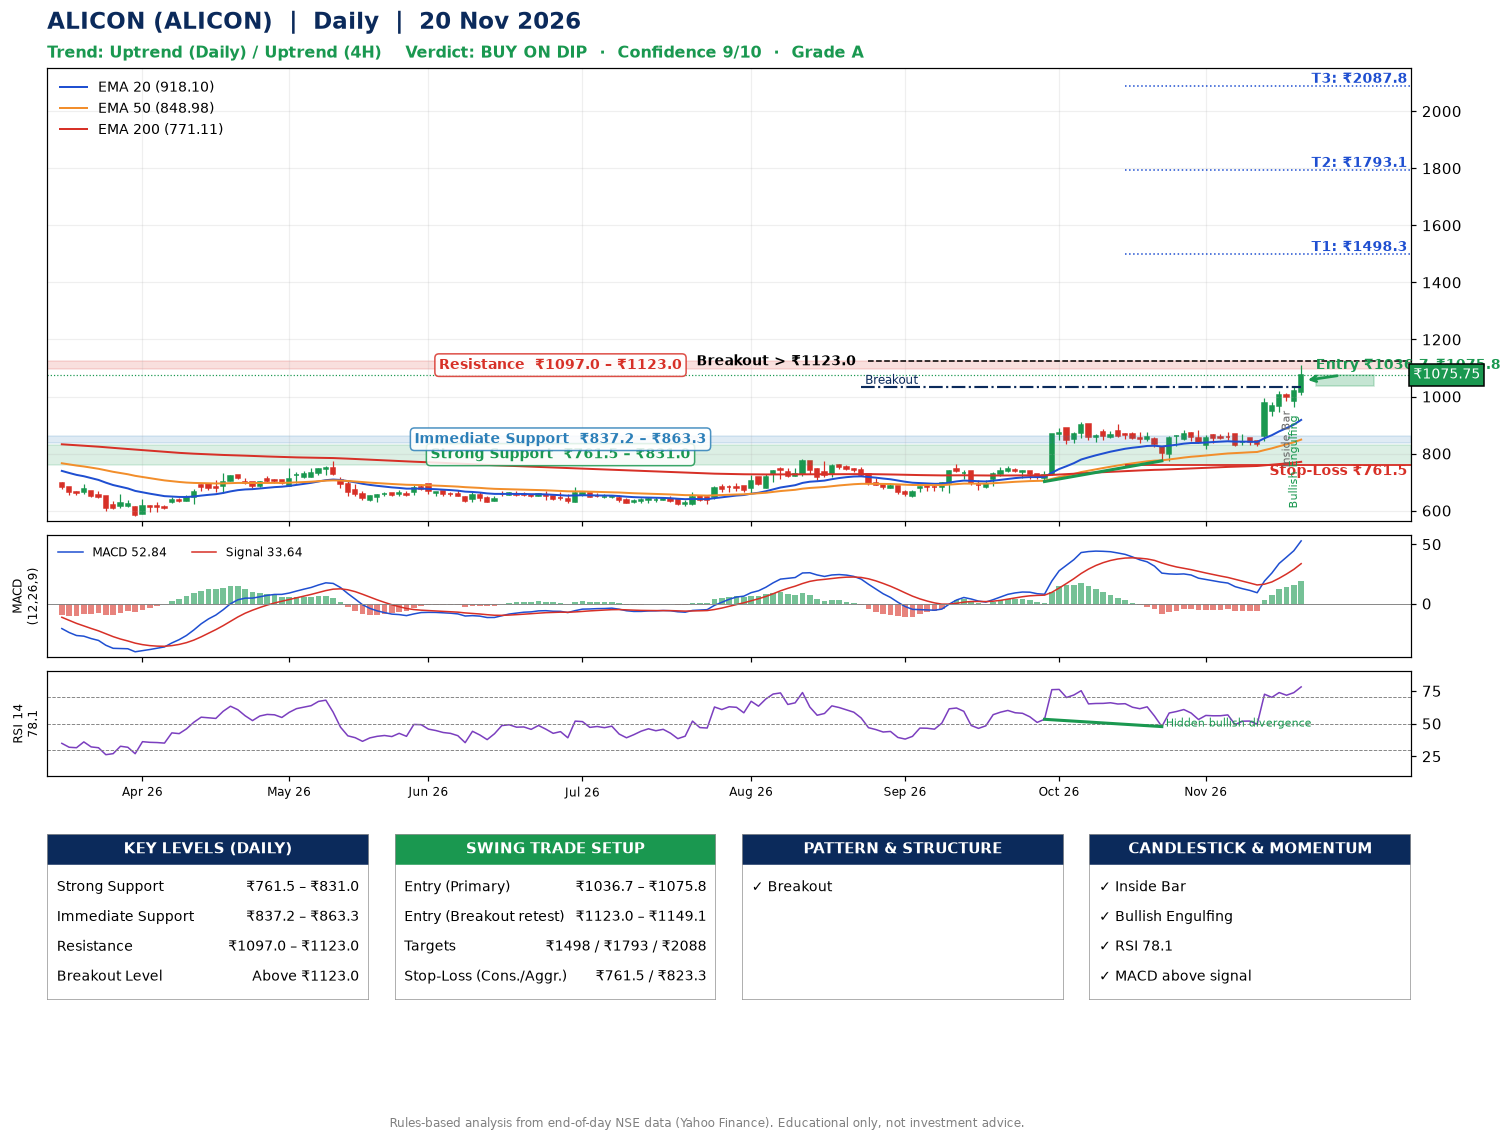 ALICON (ALICON)  |  Daily  |  20 Nov 2026
Trend: Uptrend (Daily) / Uptrend (4H)    Verdict: BUY ON DIP  ·  Confidence 9/10  ·  Grade A
EMA 20 (918.10)
EMA 50 (848.98)
EMA 200 (771.11)
T3: ₹2087.8
2000
T2: ₹1793.1
1800
1600
T1: ₹1498.3
1400
1200
Resistance  ₹1097.0 – ₹1123.0
Breakout > ₹1123.0
Entry ₹1036.7–₹1075.8
₹1075.75
Breakout
1000
Immediate Support  ₹837.2 – ₹863.3
Strong Support  ₹761.5 – ₹831.0
800
Inside Bar
Bullish Engulfing
Stop-Loss ₹761.5
600
MACD 52.84
Signal 33.64
MACD
(12,26,9)
50
0
RSI 14
78.1
75
50
25
Hidden bullish divergence
Apr 26
May 26
Jun 26
Jul 26
Aug 26
Sep 26
Oct 26
Nov 26
KEY LEVELS (DAILY)
Strong Support ₹761.5 – ₹831.0
Immediate Support ₹837.2 – ₹863.3
Resistance ₹1097.0 – ₹1123.0
Breakout Level Above ₹1123.0
SWING TRADE SETUP
Entry (Primary) ₹1036.7 – ₹1075.8
Entry (Breakout retest) ₹1123.0 – ₹1149.1
Targets ₹1498 / ₹1793 / ₹2088
Stop-Loss (Cons./Aggr.) ₹761.5 / ₹823.3
PATTERN & STRUCTURE
✓ Breakout
CANDLESTICK & MOMENTUM
✓ Inside Bar
✓ Bullish Engulfing
✓ RSI 78.1
✓ MACD above signal
Rules-based analysis from end-of-day NSE data (Yahoo Finance). Educational only, not investment advice.